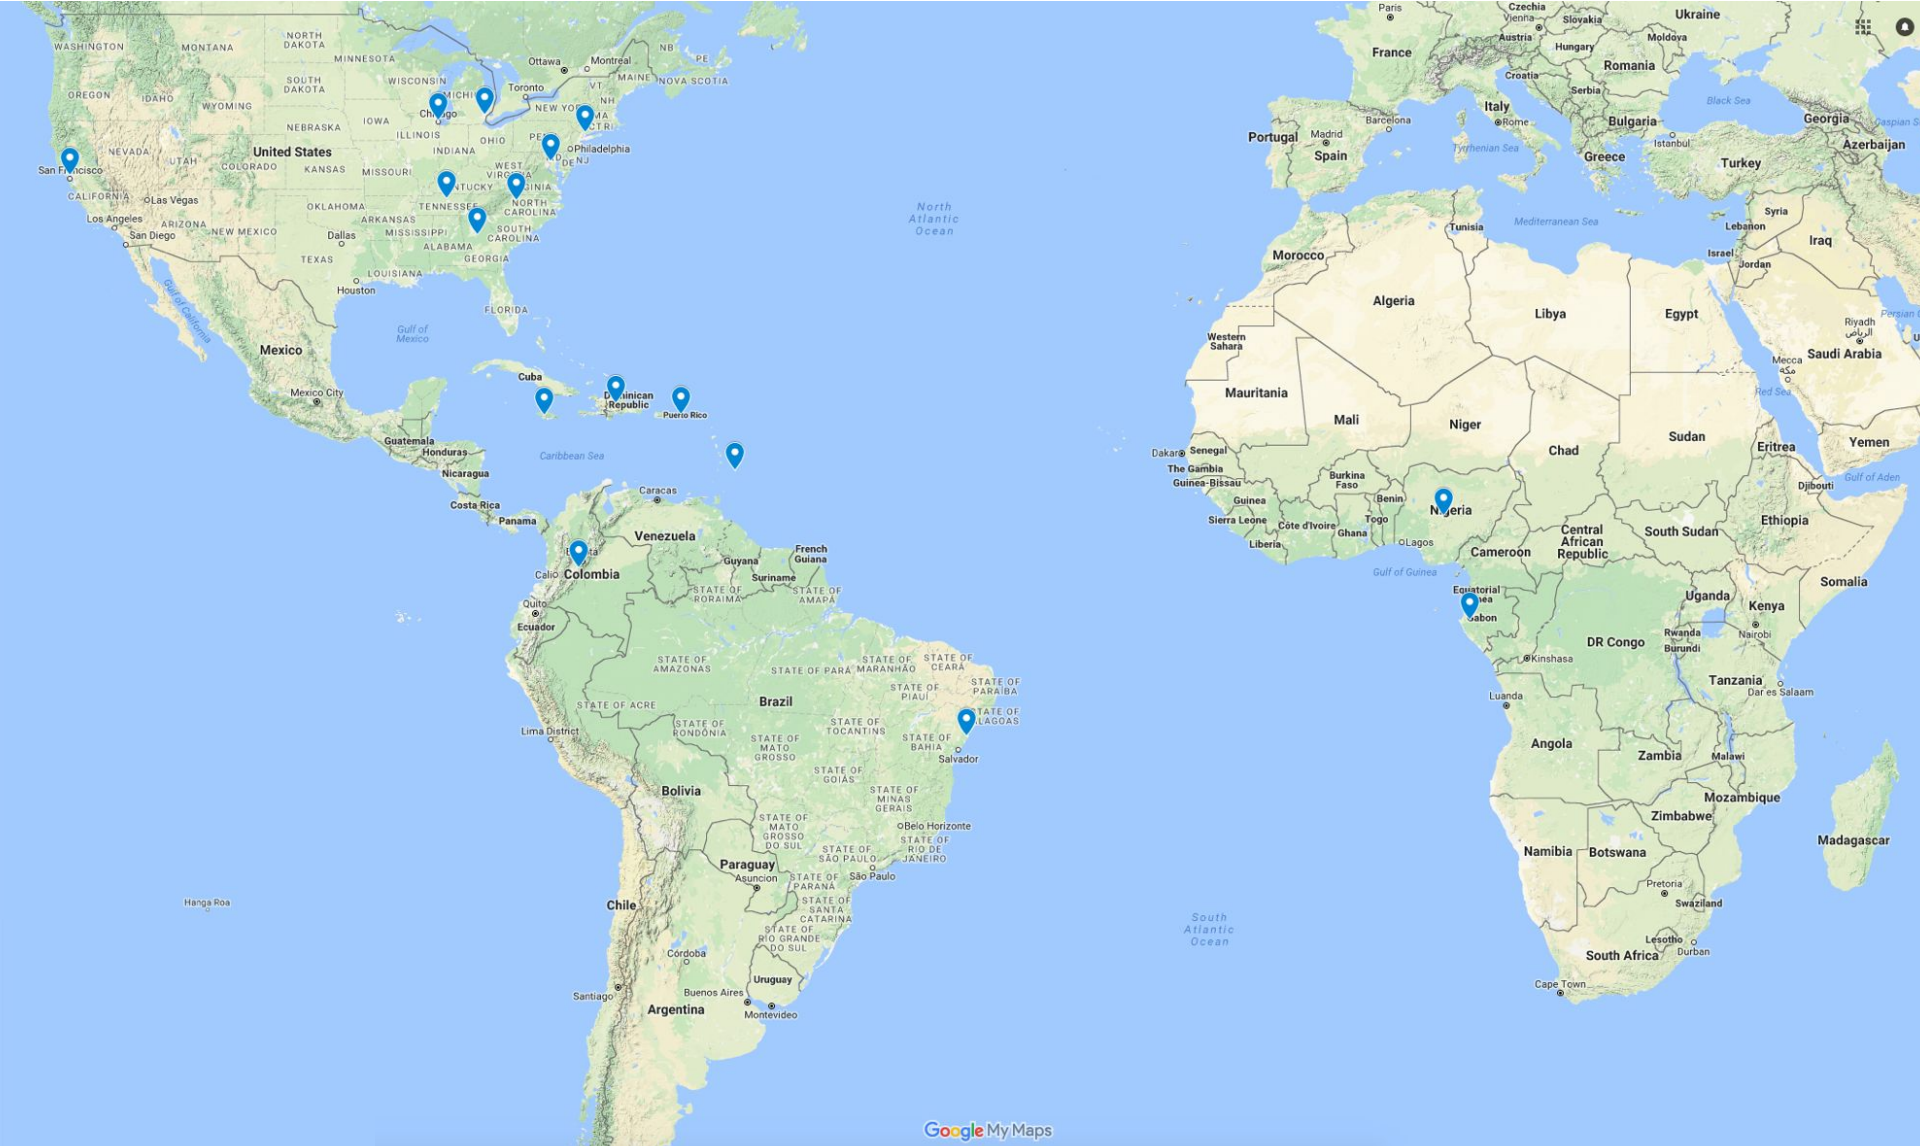 Paris
Czechia
Vienna
Slovakia
Ukraine
Austria
Hungary
Moldova
France
Romania
Croatia
Serbia
Black Sea
Italy
Rome
Bulgaria
Georgia
Caspian S
Barcelona
Portugal
Madrid
Spain
Tyrrhenian Sea
Greece
Istanbul
Turkey
Azerbaijan
WASHINGTON
MONTANA
NORTH
DAKOTA
MINNESOTA
Ottawa
Montreal
NB
PE
MAINE
NOVA SCOTIA
OREGON
IDAHO
WYOMING
SOUTH
DAKOTA
WISCONSIN
Toronto
VT
NH
NEBRASKA
IOWA
ILLINOIS
INDIANA
OHIO
Philadelphia
NJ
NEVADA
UTAH
United States
COLORADO
KANSAS
MISSOURI
WEST
CALIFORNIA
Las Vegas
Los Angeles
San Diego
ARIZONA
NEW MEXICO
OKLAHOMA
ARKANSAS
TENNESSEE
NORTH
CAROLINA
MISSISSIPPI
SOUTH
CAROLINA
ALABAMA
GEORGIA
Dallas
TEXAS
LOUISIANA
Houston
FLORIDA
Gulf of California
Gulf of
Mexico
Mexico
Mexico City
Cuba
Republic
Puerto Rico
Guatemala
Honduras
Nicaragua
Costa Rica
Panama
Caribbean Sea
North
Atlantic
Ocean
Caracas
Venezuela
Guyana
Suriname
French
Guiana
Cali
Colombia
Quito
Ecuador
STATE OF
RORAIMA
STATE OF
AMAPÁ
STATE OF
AMAZONAS
STATE OF PARÁ
STATE OF
MARANHÃO
STATE OF
CEARÁ
STATE OF
PIAUÍ
STATE OF
PARAÍBA
Brazil
STATE OF ACRE
STATE OF
RONDÔNIA
STATE OF
TOCANTINS
STATE OF
BAHIA
Salvador
STATE OF
MATO
GROSSO
STATE OF
GOIÁS
Lima District
Bolivia
STATE OF
MINAS
GERAIS
STATE OF
MATO
GROSSO
DO SUL
Belo Horizonte
STATE OF
RIO DE
JANEIRO
STATE OF
SÃO PAULO
São Paulo
Paraguay
Asuncion
STATE OF
PARANÁ
STATE OF
SANTA
CATARINA
STATE OF
RIO GRANDE
DO SUL
Chile
Hanga Roa
Córdoba
Uruguay
Santiago
Buenos Aires
Argentina
Montevideo
South
Atlantic
Ocean
Morocco
Tunisia
Mediterranean Sea
Syria
Lebanon
Iraq
Israel
Jordan
Algeria
Libya
Egypt
Persian
Riyadh
الرياض
Saudi Arabia
Western
Sahara
Mecca
مكة
Red Sea
Mauritania
Mali
Niger
Chad
Sudan
Eritrea
Yemen
Gulf of Aden
Djibouti
Dakar
Senegal
The Gambia
Guinea-Bissau
Guinea
Sierra Leone
Liberia
Burkina
Faso
Côte d'Ivoire
Ghana
Togo
Benin
Lagos
Cameroon
Central
African
Republic
South Sudan
Ethiopia
Somalia
Gulf of Guinea
Equatorial
Uganda
Kenya
Nairobi
Rwanda
Burundi
DR Congo
Kinshasa
Tanzania
Dar es Salaam
Luanda
Angola
Zambia
Malawi
Mozambique
Zimbabwe
Namibia
Botswana
Madagascar
Pretoria
Swaziland
Lesotho
Durban
South Africa
Cape Town
Google My Maps